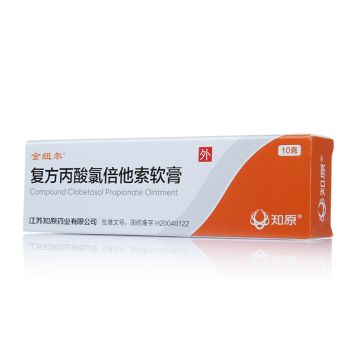 金纽尔®
外
10克
复方丙酸氯倍他索软膏
Compound Clobetasol Propionate Ointment
江苏知原药业有限公司 批准文号:国药准字 H20040122
知原®
知原